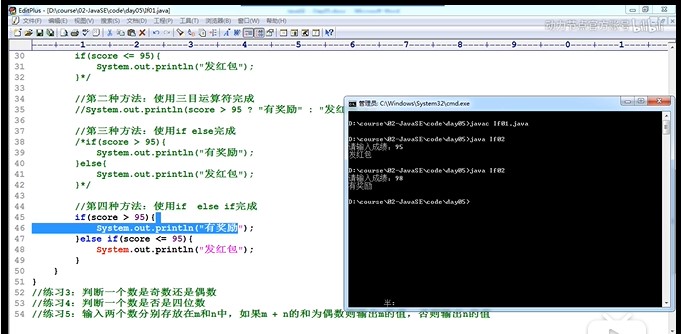 EditPlus - [D:\course\02-JavaSE\code\day05\If01.java]
动力节点官方账号 bilibili
文件(F) 编辑(E) 视图(V) 搜索(S) 文档(D) 工程(P) 工具(T) 浏览器(B) 窗口(W) 帮助(H)
30 if(score <= 95){
31 System.out.println("发红包");
32 }*/
33
34 //第二种方法：使用三目运算符完成
35 //System.out.println(score > 95 ? "有奖励" : "发红
36
37 //第三种方法：使用if else完成
38 /*if(score > 95){
39 System.out.println("有奖励");
40 }else{
41 System.out.println("发红包");
42 }*/
43
44 //第四种方法：使用if else if完成
45 if(score > 95){
46 System.out.println("有奖励");
47 }else if(score <= 95){
48 System.out.println("发红包");
49 }
50 }
51 }
52 //练习3：判断一个数是奇数还是偶数
53 //练习4：判断一个数是否是四位数
54 //练习5：输入两个数分别存放在m和n中，如果m + n的和为偶数则输出m的值，否则输出n的值
管理员: C:\Windows\System32\cmd.exe
D:\course\02-JavaSE\code\day05>javac If01.java
D:\course\02-JavaSE\code\day05>java If02
请输入成绩：95
发红包
D:\course\02-JavaSE\code\day05>java If02
请输入成绩：98
有奖励
D:\course\02-JavaSE\code\day05>
半：